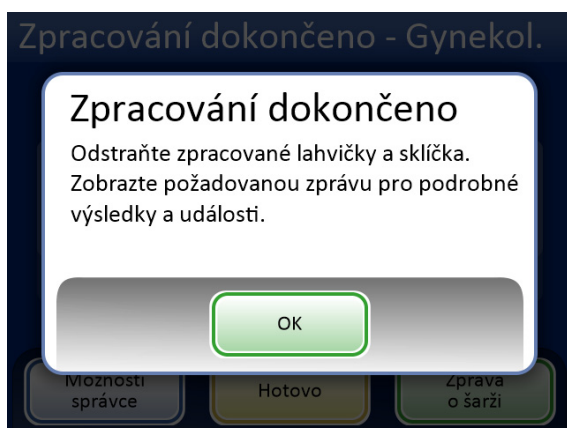 Zpracování dokončeno - Gynekol.
Zpracování dokončeno
Odstraňte zpracované lahvičky a sklíčka.
Zobrazte požadovanou zprávu pro podrobné
výsledky a události.
OK
Možnosti
správce
Hotovo
Zpráva
o šarži